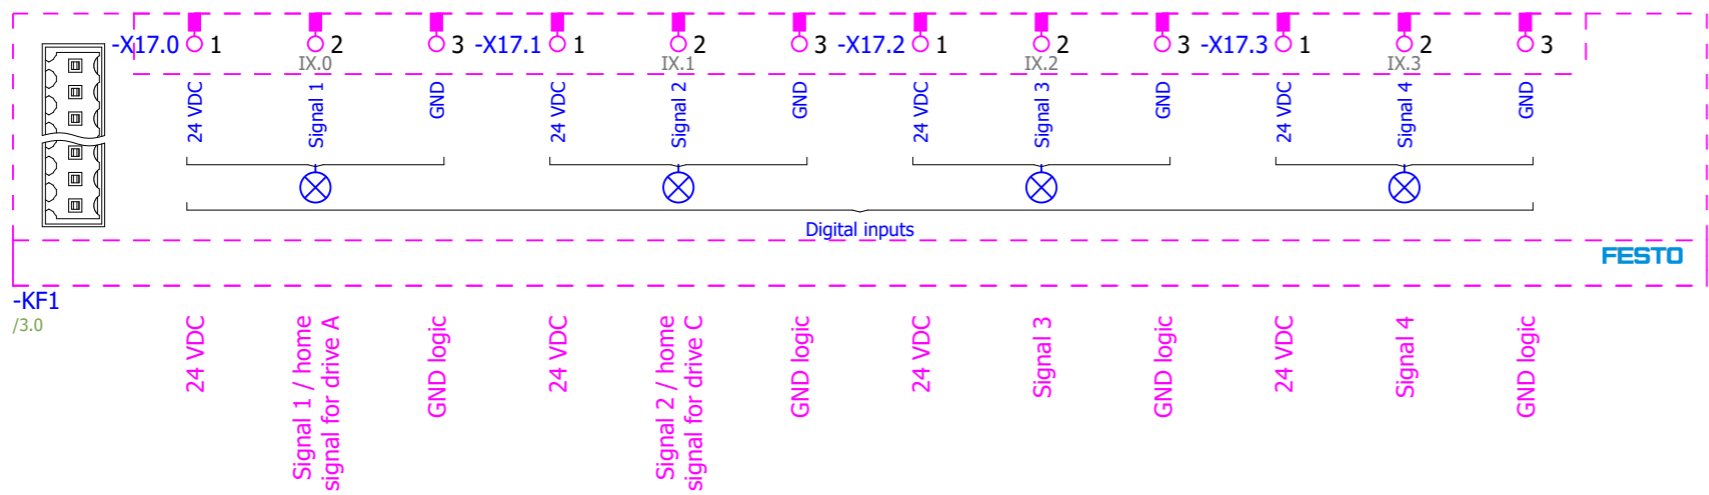 -X17.0 1 2 3 -X17.1 1 2 3 -X17.2 1 2 3 -X17.3 1 2 3
IX.0 IX.1 IX.2 IX.3
24 VDC
Signal 1
GND
24 VDC
Signal 2
GND
24 VDC
Signal 3
GND
24 VDC
Signal 4
GND
Digital inputs
FESTO
-KF1
/3.0
24 VDC
Signal 1 / home
signal for drive A
GND logic
24 VDC
Signal 2 / home
signal for drive C
GND logic
24 VDC
Signal 3
GND logic
24 VDC
Signal 4
GND logic